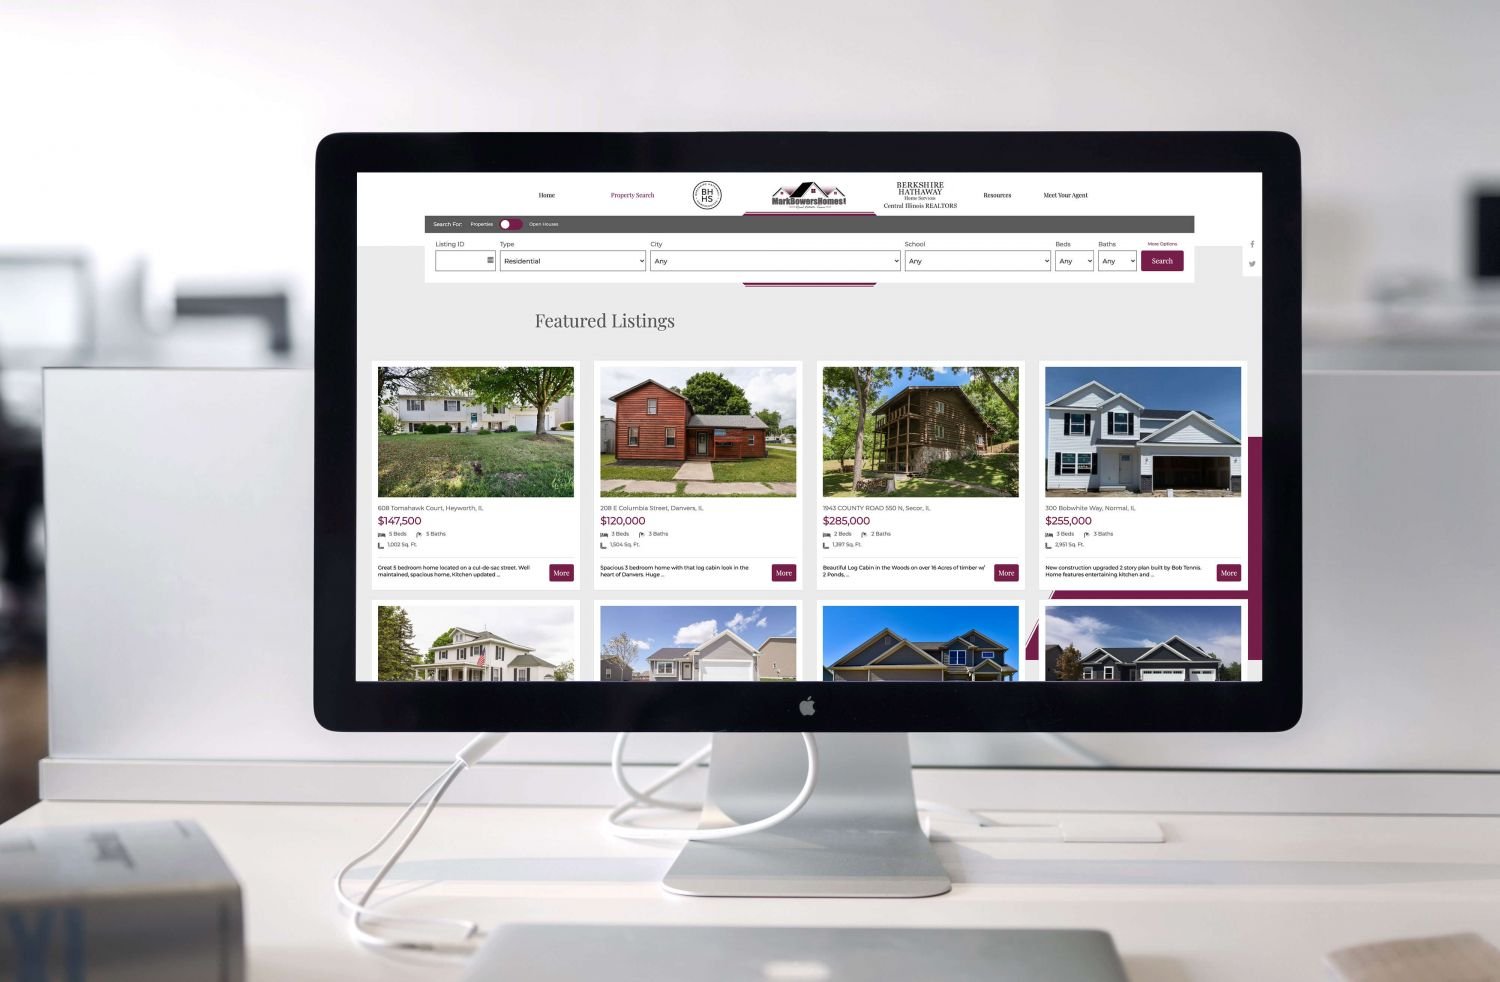 Home
Property Search
BH
HS
MarkBowersHomes
BERKSHIRE
HATHAWAY
Home Services
Central Illinois REALTORS
Resources
Meet Your Agent
Search For: Properties Open Houses
Listing ID Type City School Beds Baths More Options
Residential Any Any Any Any Search
Featured Listings
608 Tomahawk Court, Heyworth, IL
$147,500
5 Beds 3 Baths
1,002 Sq. Ft.
Great 5 bedroom home located on a cul-de-sac street. Well
maintained, spacious home, Kitchen updated ...
More
208 E Columbia Street, Danvers, IL
$120,000
3 Beds 3 Baths
1,504 Sq. Ft.
Spacious 3 bedroom home with that log cabin look in the
heart of Danvers. Huge ...
More
1943 COUNTY ROAD 550 N, Secor, IL
$285,000
2 Beds 2 Baths
1,397 Sq. Ft.
Beautiful Log Cabin in the Woods on over 16 Acres of timber w/
2 Ponds, ...
More
300 Bobwhite Way, Normal, IL
$255,000
3 Beds 3 Baths
2,951 Sq. Ft.
New construction upgraded 2 story plan built by Bob Tennis.
Home features entertaining kitchen and ...
More